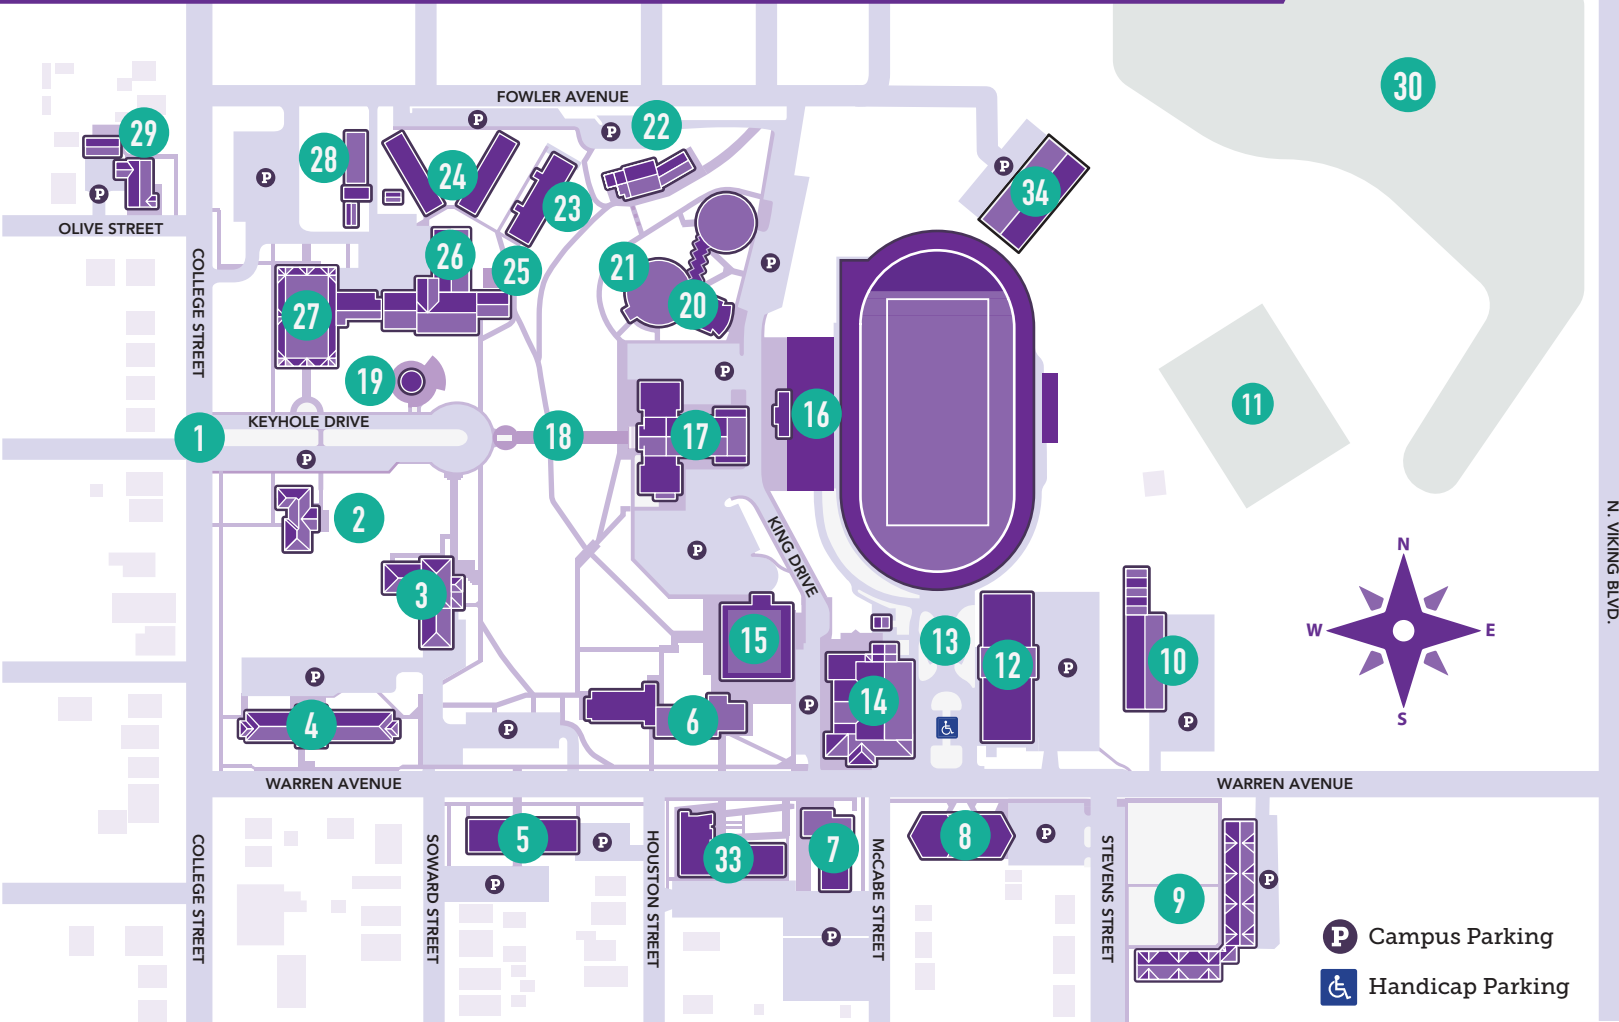 30
FOWLER AVENUE
P
22
P
29
28
P
24
P
34
P
23
P
OLIVE STREET
26
25
21
P
COLLEGE STREET
27
20
19
P
11
16
KEYHOLE DRIVE
1
18
17
P
2
KING DRIVE
N. VIKING BLVD.
P
N
3
W
E
15
13
12
P
10
P
S
4
6
P
14
P
P
WARREN AVENUE
WARREN AVENUE
COLLEGE STREET
SOWARD STREET
5
P
HOUSTON STREET
33
7
McCABE STREET
8
P
STEVENS STREET
P
P
9
P
P Campus Parking
Handicap Parking